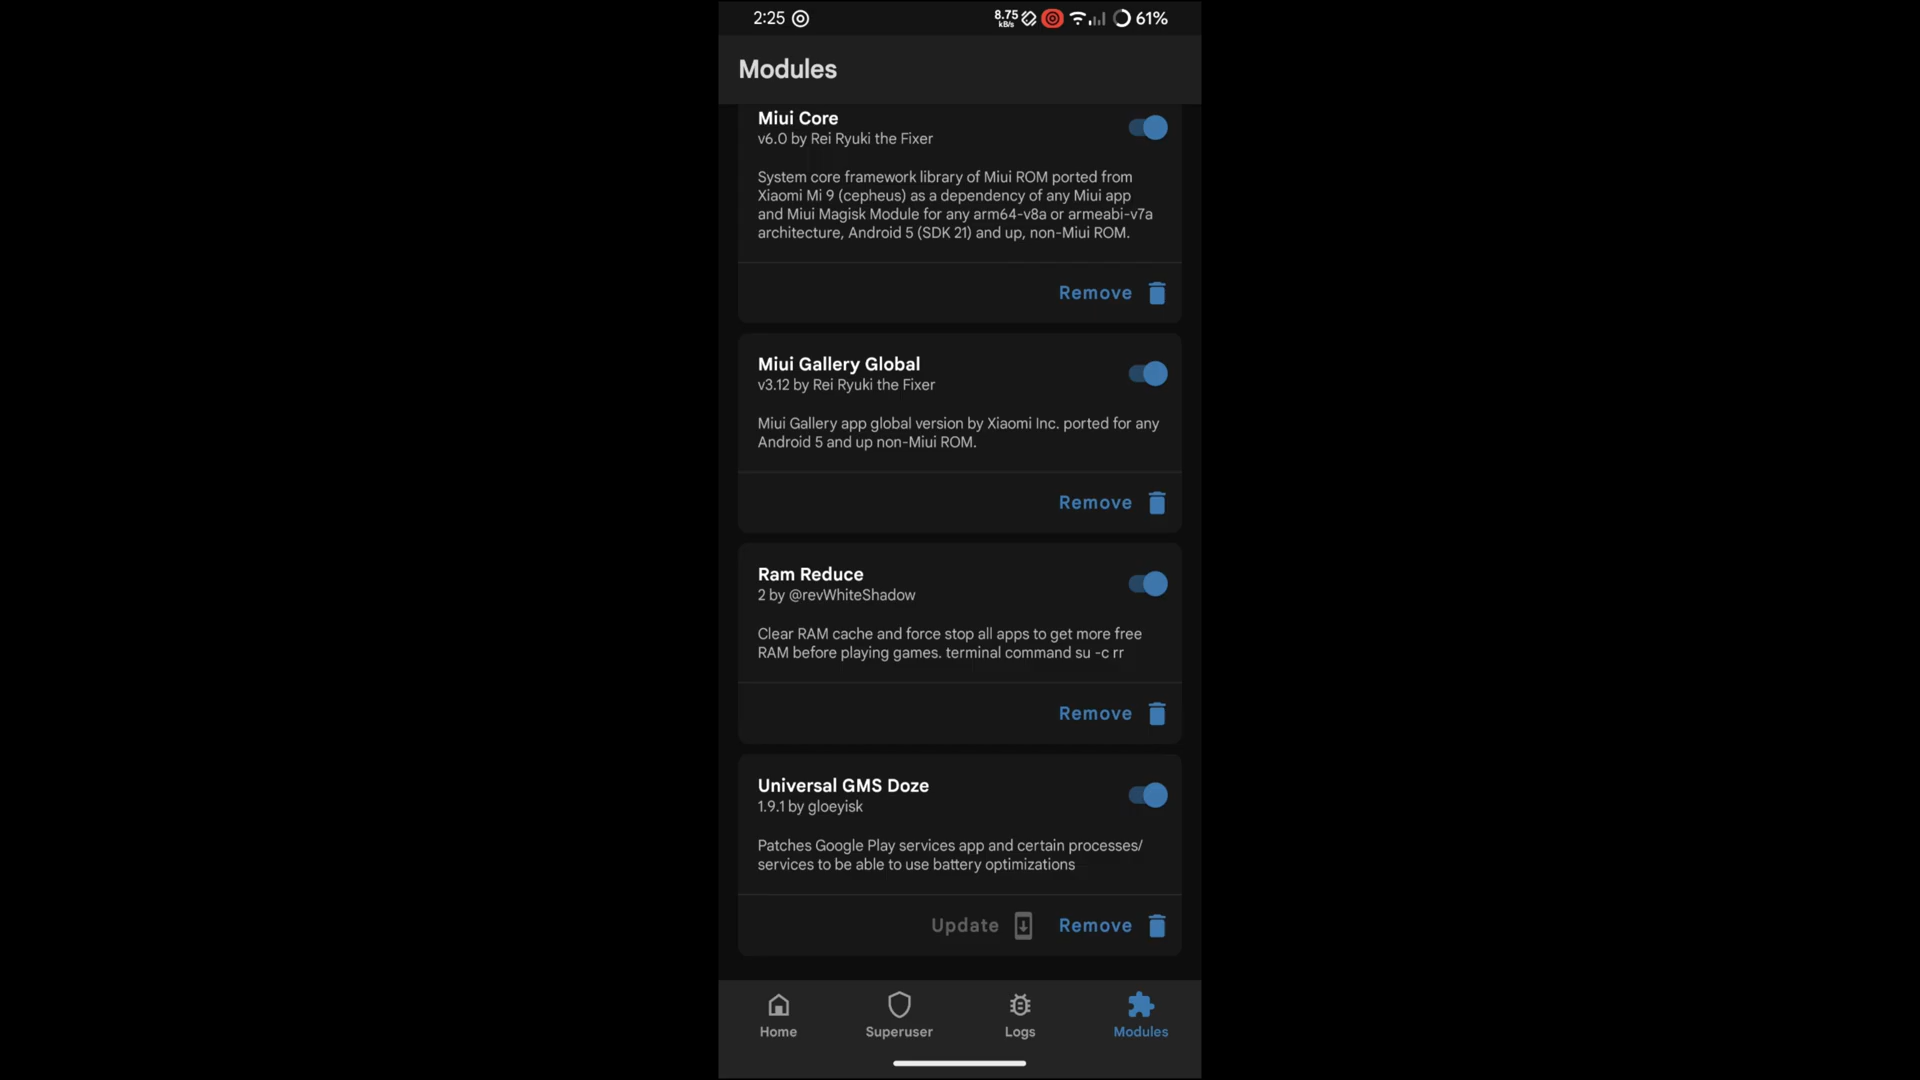 2:25
8.75
kB/s
61%
Modules
Miui Core
v6.0 by Rei Ryuki the Fixer
System core framework library of Miui ROM ported from
Xiaomi Mi 9 (cepheus) as a dependency of any Miui app
and Miui Magisk Module for any arm64-v8a or armeabi-v7a
architecture, Android 5 (SDK 21) and up, non-Miui ROM.
Remove
Miui Gallery Global
v3.12 by Rei Ryuki the Fixer
Miui Gallery app global version by Xiaomi Inc. ported for any
Android 5 and up non-Miui ROM.
Remove
Ram Reduce
2 by @revWhiteShadow
Clear RAM cache and force stop all apps to get more free
RAM before playing games. terminal command su -c rr
Remove
Universal GMS Doze
1.9.1 by gloeyisk
Patches Google Play services app and certain processes/
services to be able to use battery optimizations
Update Remove
Home Superuser Logs Modules